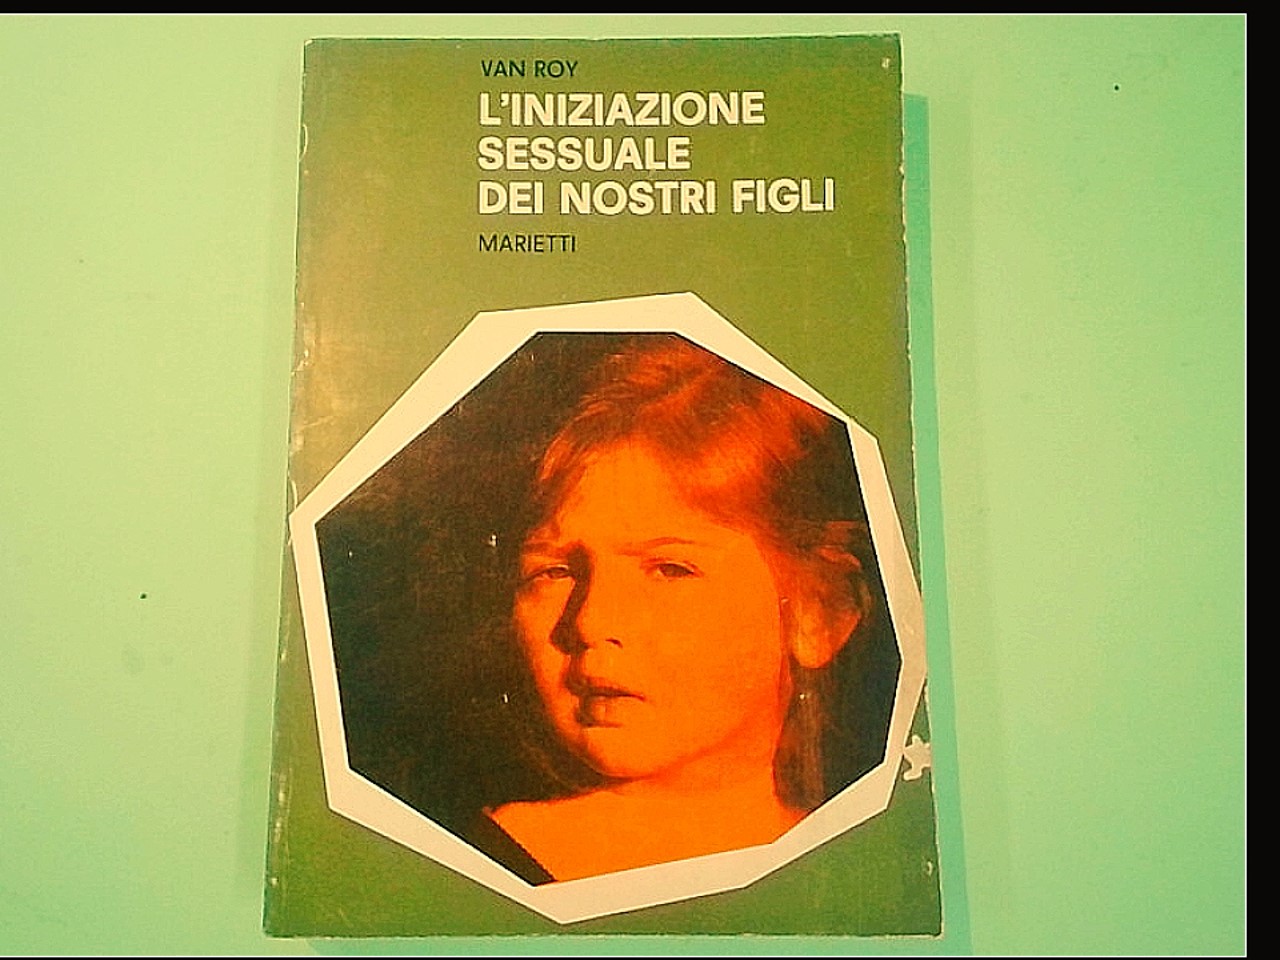 VAN ROY
L'INIZIAZIONE
SESSUALE
DEI NOSTRI FIGLI
MARIETTI